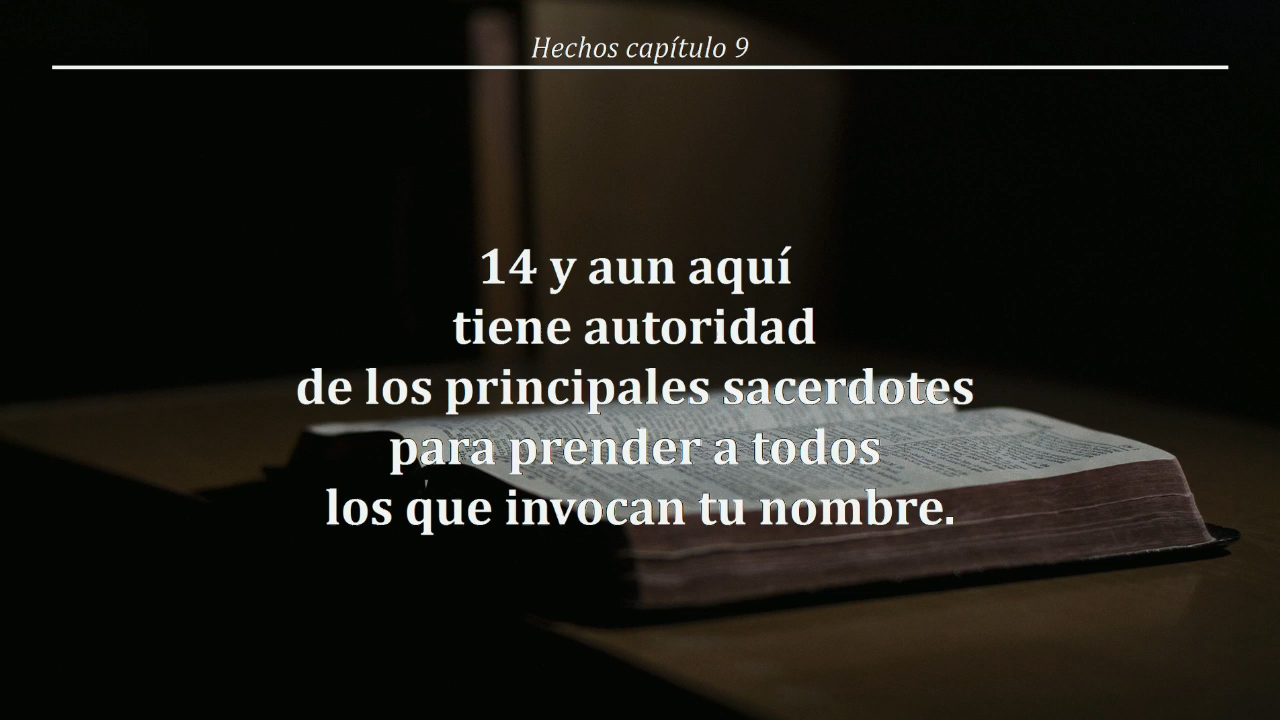 Hechos capítulo 9
14 y aun aquí
tiene autoridad
de los principales sacerdotes
para prender a todos
los que invocan tu nombre.